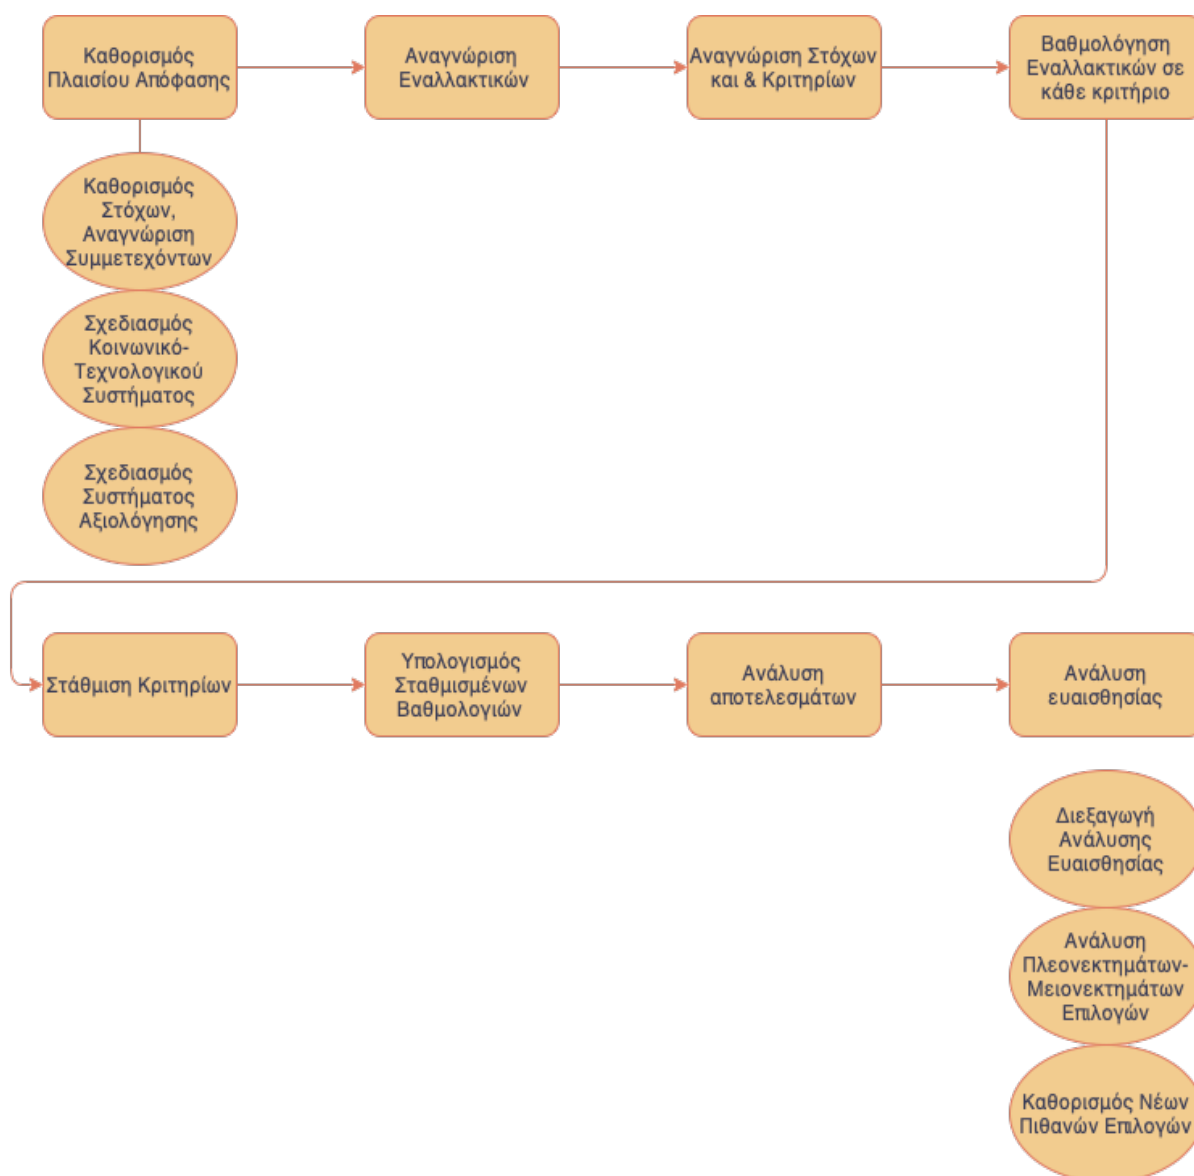 Καθορισμός
Πλαισίου Απόφασης
Αναγνώριση
Εναλλακτικών
Αναγνώριση Στόχων
και & Κριτηρίων
Βαθμολόγηση
Εναλλακτικών σε
κάθε κριτήριο
Καθορισμός
Στόχων,
Αναγνώριση
Συμμετεχόντων
Σχεδιασμός
Κοινωνικό-
Τεχνολογικού
Συστήματος
Σχεδιασμός
Συστήματος
Αξιολόγησης
Στάθμιση Κριτηρίων
Υπολογισμός
Σταθμισμένων
Βαθμολογιών
Ανάλυση
αποτελεσμάτων
Ανάλυση
ευαισθησίας
Διεξαγωγή
Ανάλυσης
Ευαισθησίας
Ανάλυση
Πλεονεκτημάτων-
Μειονεκτημάτων
Επιλογών
Καθορισμός Νέων
Πιθανών Επιλογών